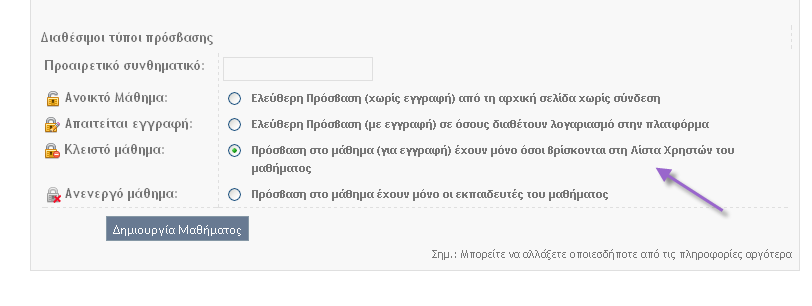 Διαθέσιμοι τύποι πρόσβασης
Προαιρετικό συνθηματικό:
Ανοικτό Μάθημα: Ελεύθερη Πρόσβαση (χωρίς εγγραφή) από τη αρχική σελίδα χωρίς σύνδεση
Απαιτείται εγγραφή: Ελεύθερη Πρόσβαση (με εγγραφή) σε όσους διαθέτουν λογαριασμό στην πλατφόρμα
Κλειστό μάθημα: Πρόσβαση στο μάθημα (για εγγραφή) έχουν μόνο όσοι βρίσκονται στη Λίστα Χρηστών του
μαθήματος
Ανενεργό μάθημα: Πρόσβαση στο μάθημα έχουν μόνο οι εκπαιδευτές του μαθήματος
Δημιουργία Μαθήματος
Σημ.: Μπορείτε να αλλάξετε οποιεσδήποτε από τις πληροφορίες αργότερα